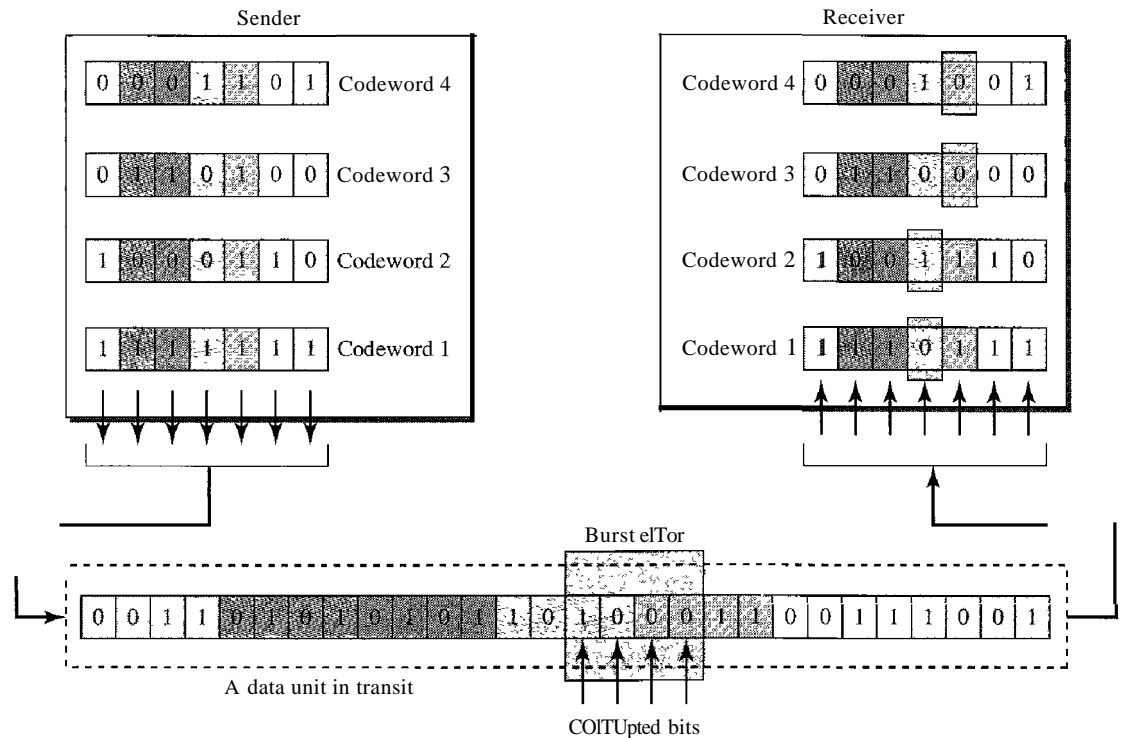 Sender
Receiver
0 0 0 1 1 0 1 Codeword 4
Codeword 4 0 0 0 1 0 0 1
0 1 1 0 1 0 0 Codeword 3
Codeword 3 0 1 1 0 0 0 0
1 0 0 0 1 1 0 Codeword 2
Codeword 2 1 0 0 1 1 1 0
1 1 1 1 1 1 1 Codeword 1
Codeword 1 1 1 1 0 1 1 1
Burst elTor
0 0 1 1 0 1 0 1 0 1 0 1 1 0 1 0 0 0 1 1 0 0 1 1 1 0 0 1
A data unit in transit
COlTUpted bits